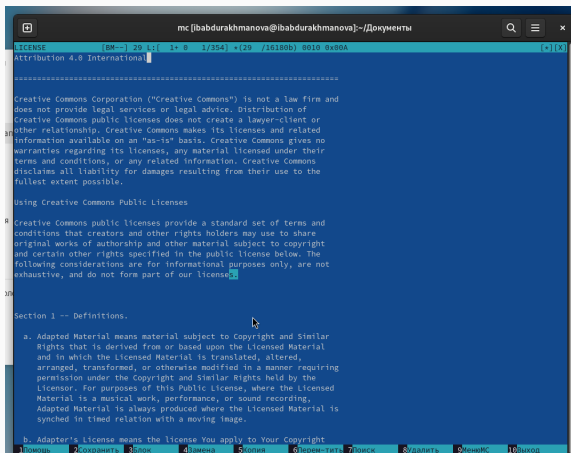 mc [ibabdurakhmanova@ibabdurakhmanova]:~/Документы
LICENSE [BM--] 29 L:[ 1+ 0 1/354] *(29 /16180b) 0010 0x00A [*][X]
Attribution 4.0 International
=======================================================================
Creative Commons Corporation ("Creative Commons") is not a law firm and
does not provide legal services or legal advice. Distribution of
Creative Commons public licenses does not create a lawyer-client or
other relationship. Creative Commons makes its licenses and related
information available on an "as-is" basis. Creative Commons gives no
warranties regarding its licenses, any material licensed under their
terms and conditions, or any related information. Creative Commons
disclaims all liability for damages resulting from their use to the
fullest extent possible.
Using Creative Commons Public Licenses
Creative Commons public licenses provide a standard set of terms and
conditions that creators and other rights holders may use to share
original works of authorship and other material subject to copyright
and certain other rights specified in the public license below. The
following considerations are for informational purposes only, are not
exhaustive, and do not form part of our licenses.
Section 1 -- Definitions.
a. Adapted Material means material subject to Copyright and Similar
Rights that is derived from or based upon the Licensed Material
and in which the Licensed Material is translated, altered,
arranged, transformed, or otherwise modified in a manner requiring
permission under the Copyright and Similar Rights held by the
Licensor. For purposes of this Public License, where the Licensed
Material is a musical work, performance, or sound recording,
Adapted Material is always produced where the Licensed Material is
synched in timed relation with a moving image.
b. Adapter's License means the license You apply to Your Copyright
1Помощь 2Сохранить 3Блок 4Замена 5Копия 6Перем~тить 7Поиск 8Удалить 9МенюMC 10Выход